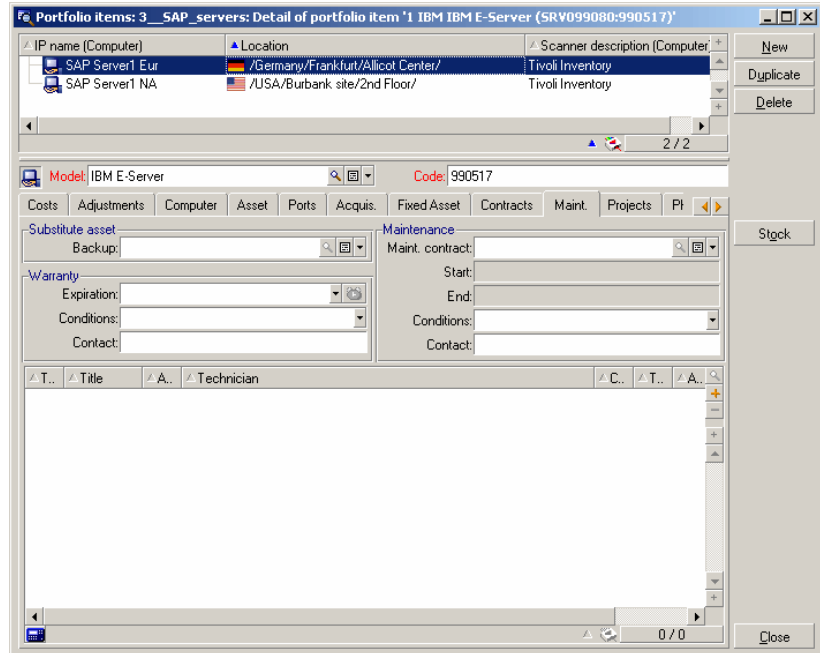 Portfolio items: 3__SAP_servers: Detail of portfolio item '1 IBM IBM E-Server (SRV099080:990517)'
IP name (Computer) Location Scanner description (Computer)
SAP Server1 Eur /Germany/Frankfurt/Allicot Center/ Tivoli Inventory
SAP Server1 NA /USA/Burbank site/2nd Floor/ Tivoli Inventory
2 / 2
New
Duplicate
Delete
Model: IBM E-Server Code: 990517
Costs Adjustments Computer Asset Ports Acquis. Fixed Asset Contracts Maint. Projects Ph
Stock
Substitute asset Maintenance
Backup: Maint. contract:
Warranty Start:
Expiration: End:
Conditions: Conditions:
Contact: Contact:
T.. Title A.. Technician C.. T.. A..
0 / 0
Close